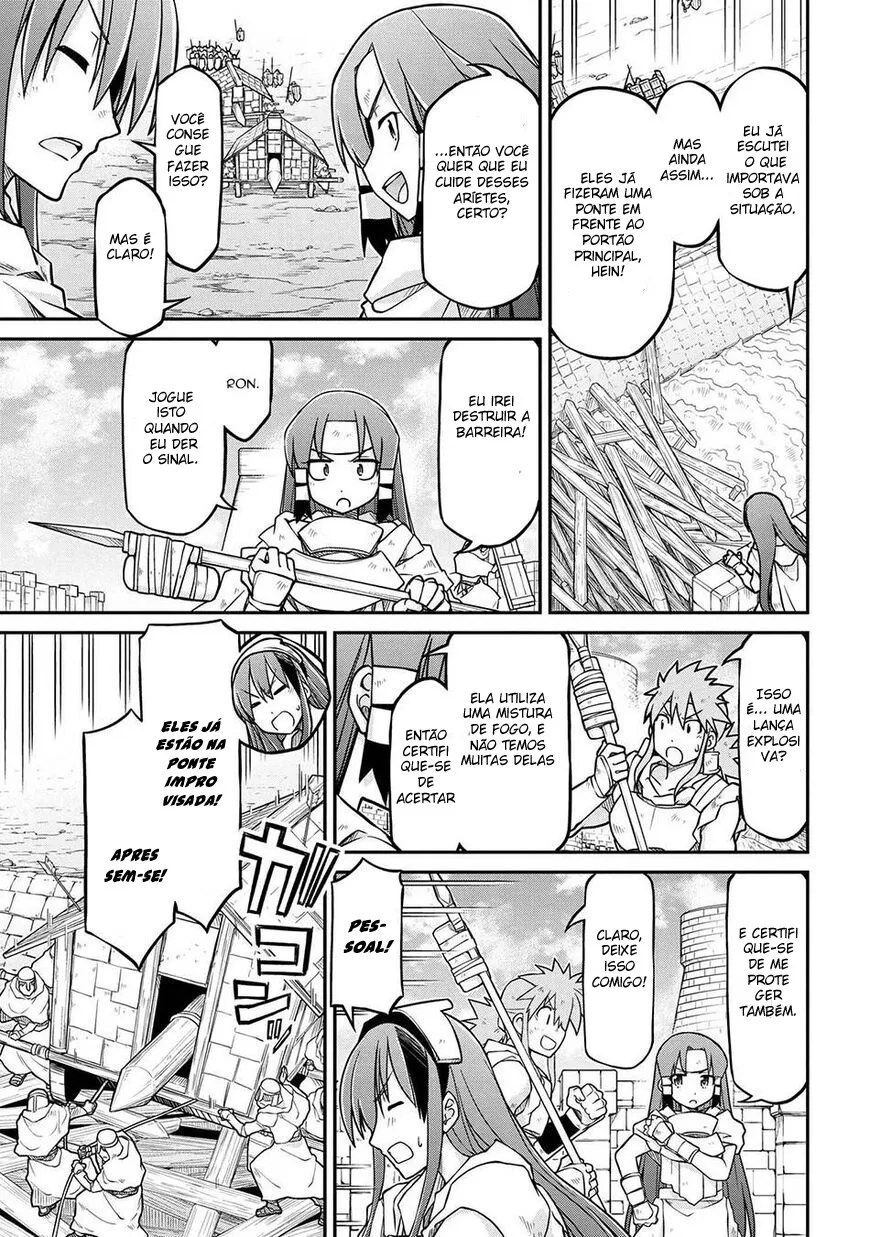 EU JÁ
ESCUTEI
O QUE
IMPORTAVA
SOB A
SITUAÇÃO.
MAS
AINDA
ASSIM...
ELES JÁ
FIZERAM UMA
PONTE EM
FRENTE AO
PORTÃO
PRINCIPAL,
HEIN!
...ENTÃO VOCÊ
QUER QUE EU
CUIDE DESSES
ARÍETES,
CERTO?
VOCÊ
CONSE
GUE
FAZER
ISSO?
MAS É
CLARO!
EU IREI
DESTRUIR A
BARREIRA!
RON.
JOGUE
ISTO
QUANDO
EU DER
O SINAL.
ISSO
É... UMA
LANÇA
EXPLOSI
VA?
ELA UTILIZA
UMA MISTURA
DE FOGO, E
NÃO TEMOS
MUITAS DELAS
ENTÃO
CERTIFI
QUE-SE
DE
ACERTAR
E CERTIFI
QUE-SE
DE ME
PROTE
GER
TAMBÉM.
CLARO,
DEIXE
ISSO
COMIGO!
PES-
SOAL!
ELES JÁ
ESTÃO NA
PONTE
IMPRO
VISADA!
APRES
SEM-SE!
ガコン